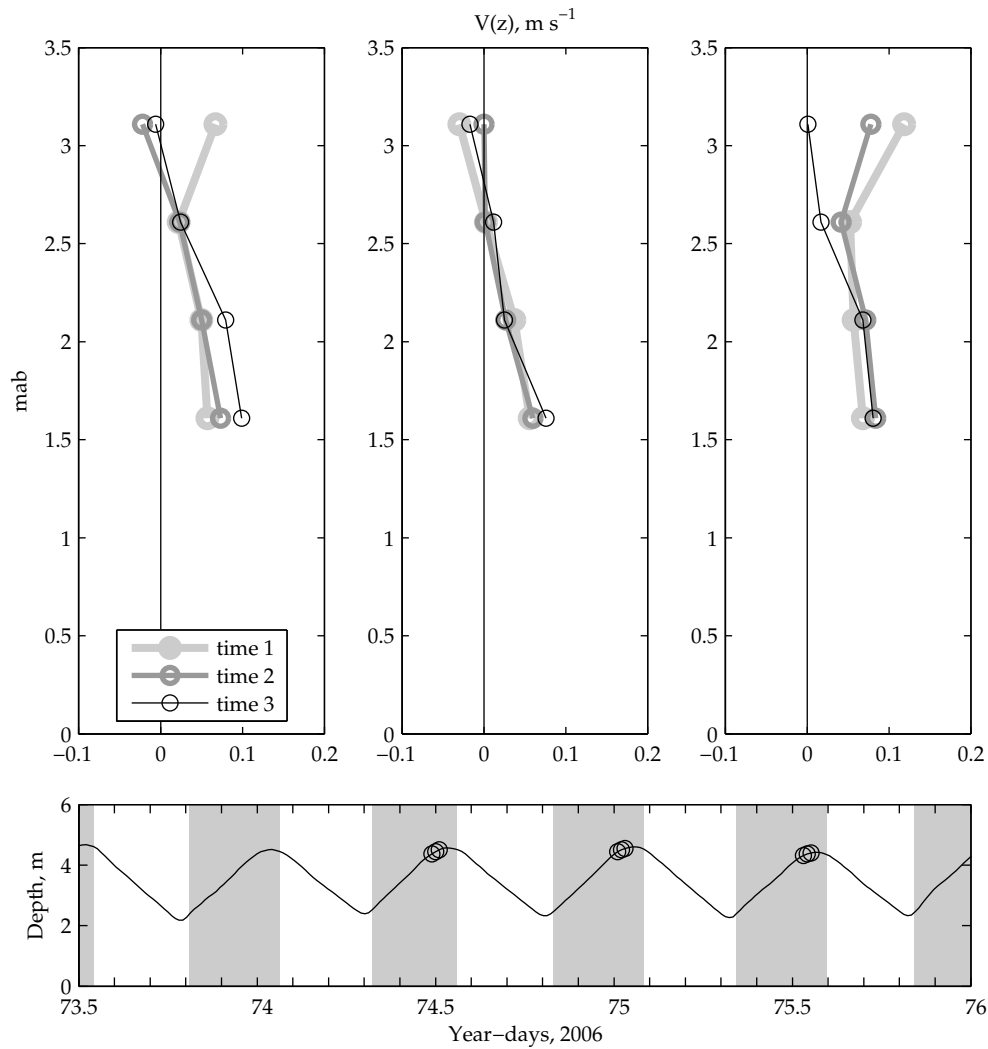 V(z), m s⁻¹
3.5 3.5 3.5
3 3 3
2.5 2.5 2.5
2 2 2
mab
1.5 1.5 1.5
1 1 1
0.5 0.5 0.5
time 1
time 2
time 3
0 0 0
−0.1 0 0.1 0.2 −0.1 0 0.1 0.2 −0.1 0 0.1 0.2
6
4
2
0
Depth, m
73.5 74 74.5 75 75.5 76
Year−days, 2006